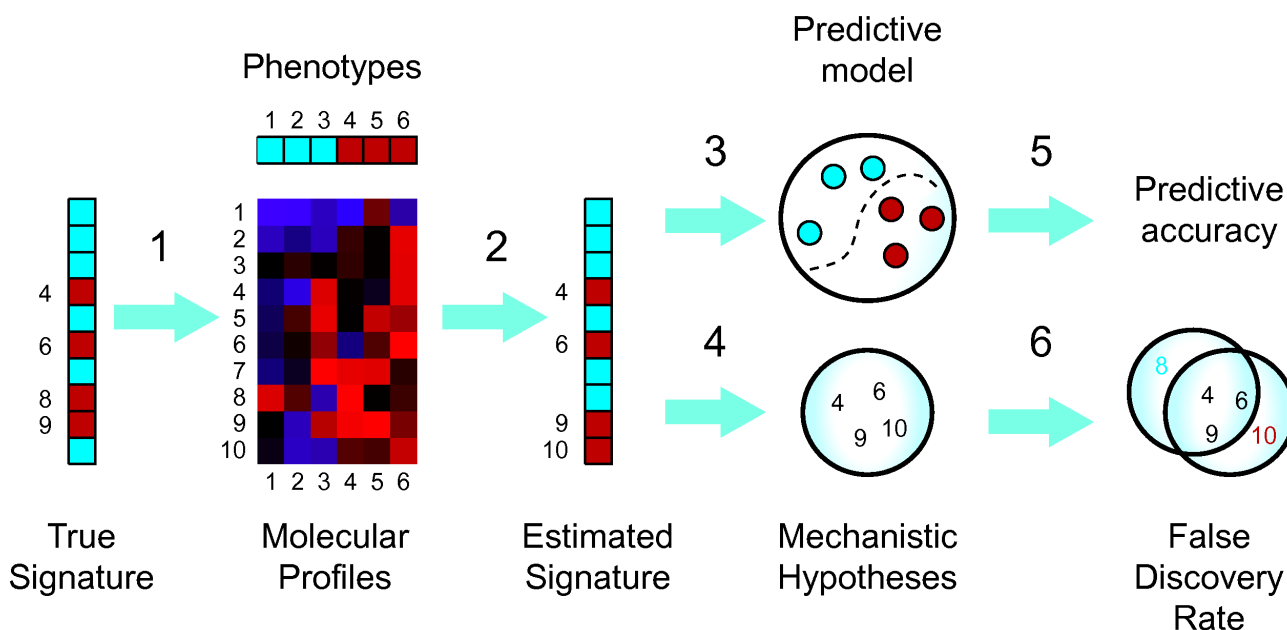 Predictive
model
Phenotypes
1 2 3 4 5 6
3
5
1
2
1
2
3
4
5
6
7
8
9
10
4
6
8
9
4
6
9
10
Predictive
accuracy
4
6
4 6
9 10
8
4 6
9 10
1 2 3 4 5 6
True
Signature
Molecular
Profiles
Estimated
Signature
Mechanistic
Hypotheses
False
Discovery
Rate